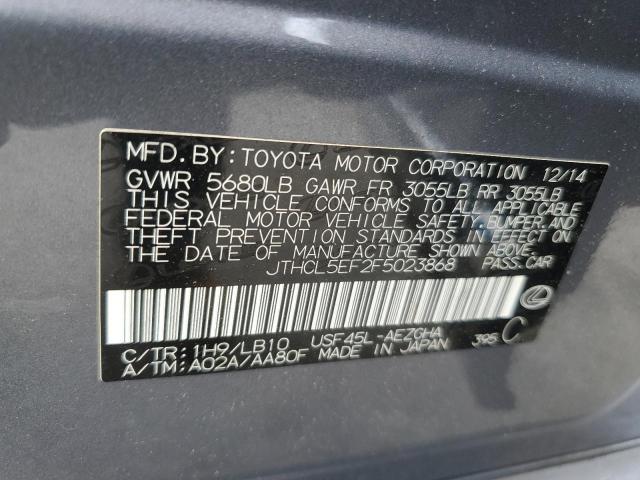 MFD. BY: TOYOTA MOTOR CORPORATION 12/14
GVWR 5680LB GAWR FR 3055LB RR 3055LB
THIS VEHICLE CONFORMS TO ALL APPLICABLE
FEDERAL MOTOR VEHICLE SAFETY, BUMPER, AND
THEFT PREVENTION STANDARDS IN EFFECT ON
THE DATE OF MANUFACTURE SHOWN ABOVE.
JTHCL5EF2F5023868 PASS. CAR
C/TR: 1H9/LB10 USF45L-AEZGHA 395 C
A/TM: A02A/AA80F MADE IN JAPAN